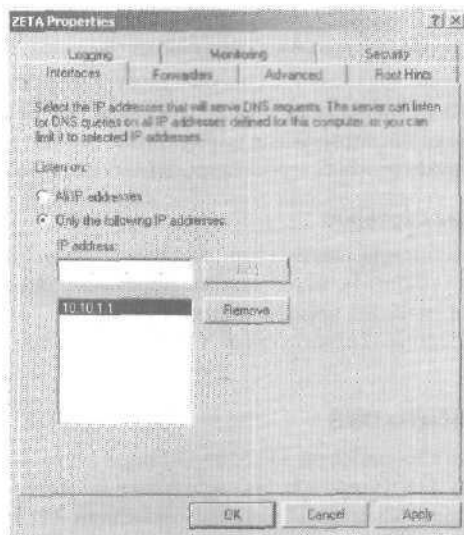 ZETA Properties
Logging Monitoring Security
Interfaces Forwarders Advanced Root Hints
Select the IP addresses that will serve DNS requests. The server can listen
for DNS queries on all IP addresses defined for this computer, or you can
limit it to selected IP addresses.
Listen on:
All IP addresses
Only the following IP addresses:
IP address:
Add
10.10.1.1
Remove
OK Cancel Apply